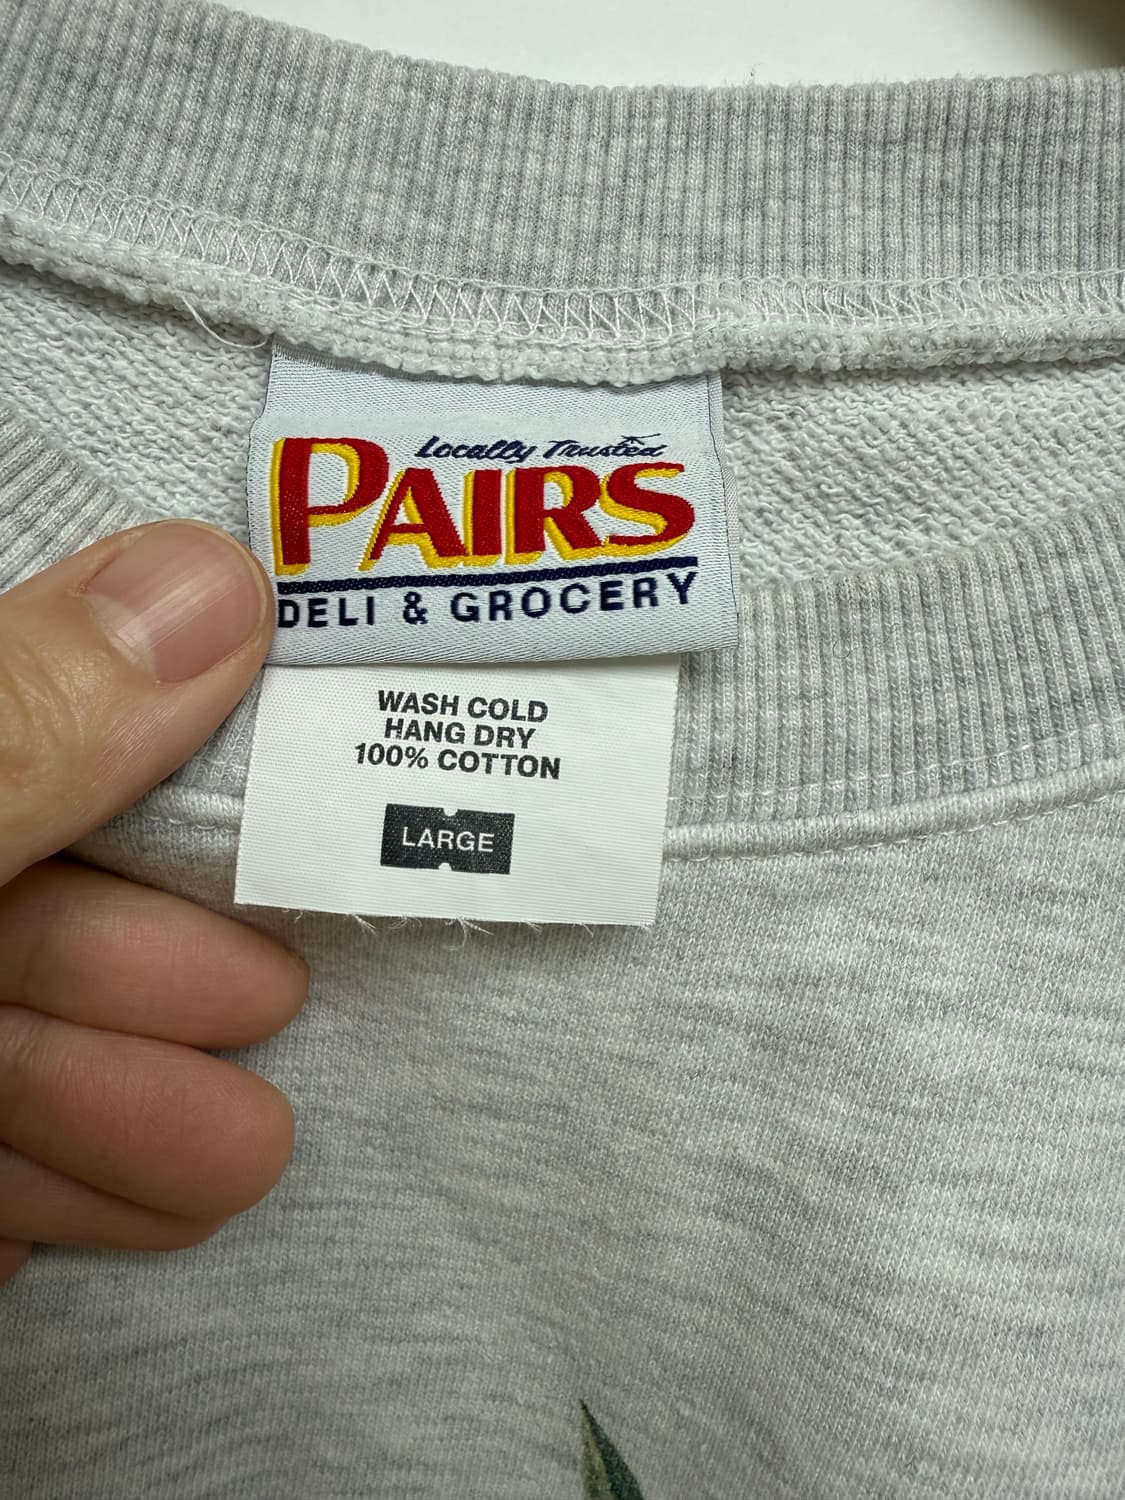 Locally Trusted
PAIRS
DELI & GROCERY
WASH COLD
HANG DRY
100% COTTON
LARGE